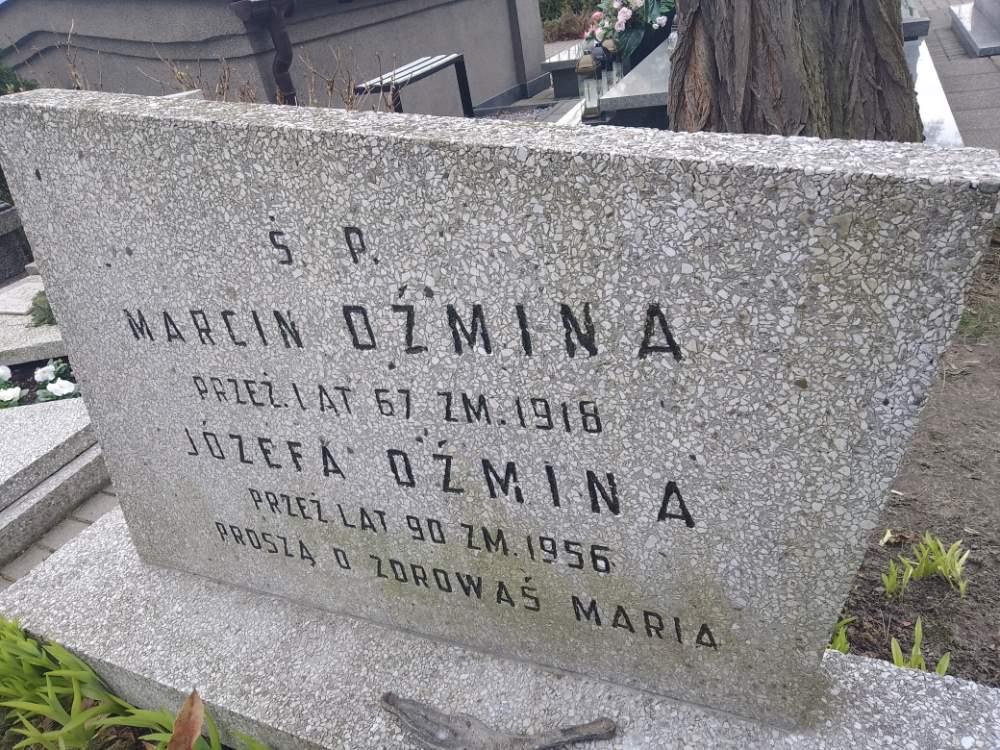 Ś P.
MARCIN OŹMINA
PRZEŻ. LAT 67 ZM. 1918
JÓZEFA OŹMINA
PRZEŻ LAT 90 ZM. 1956
PROSZĄ O ZDROWAŚ MARIA